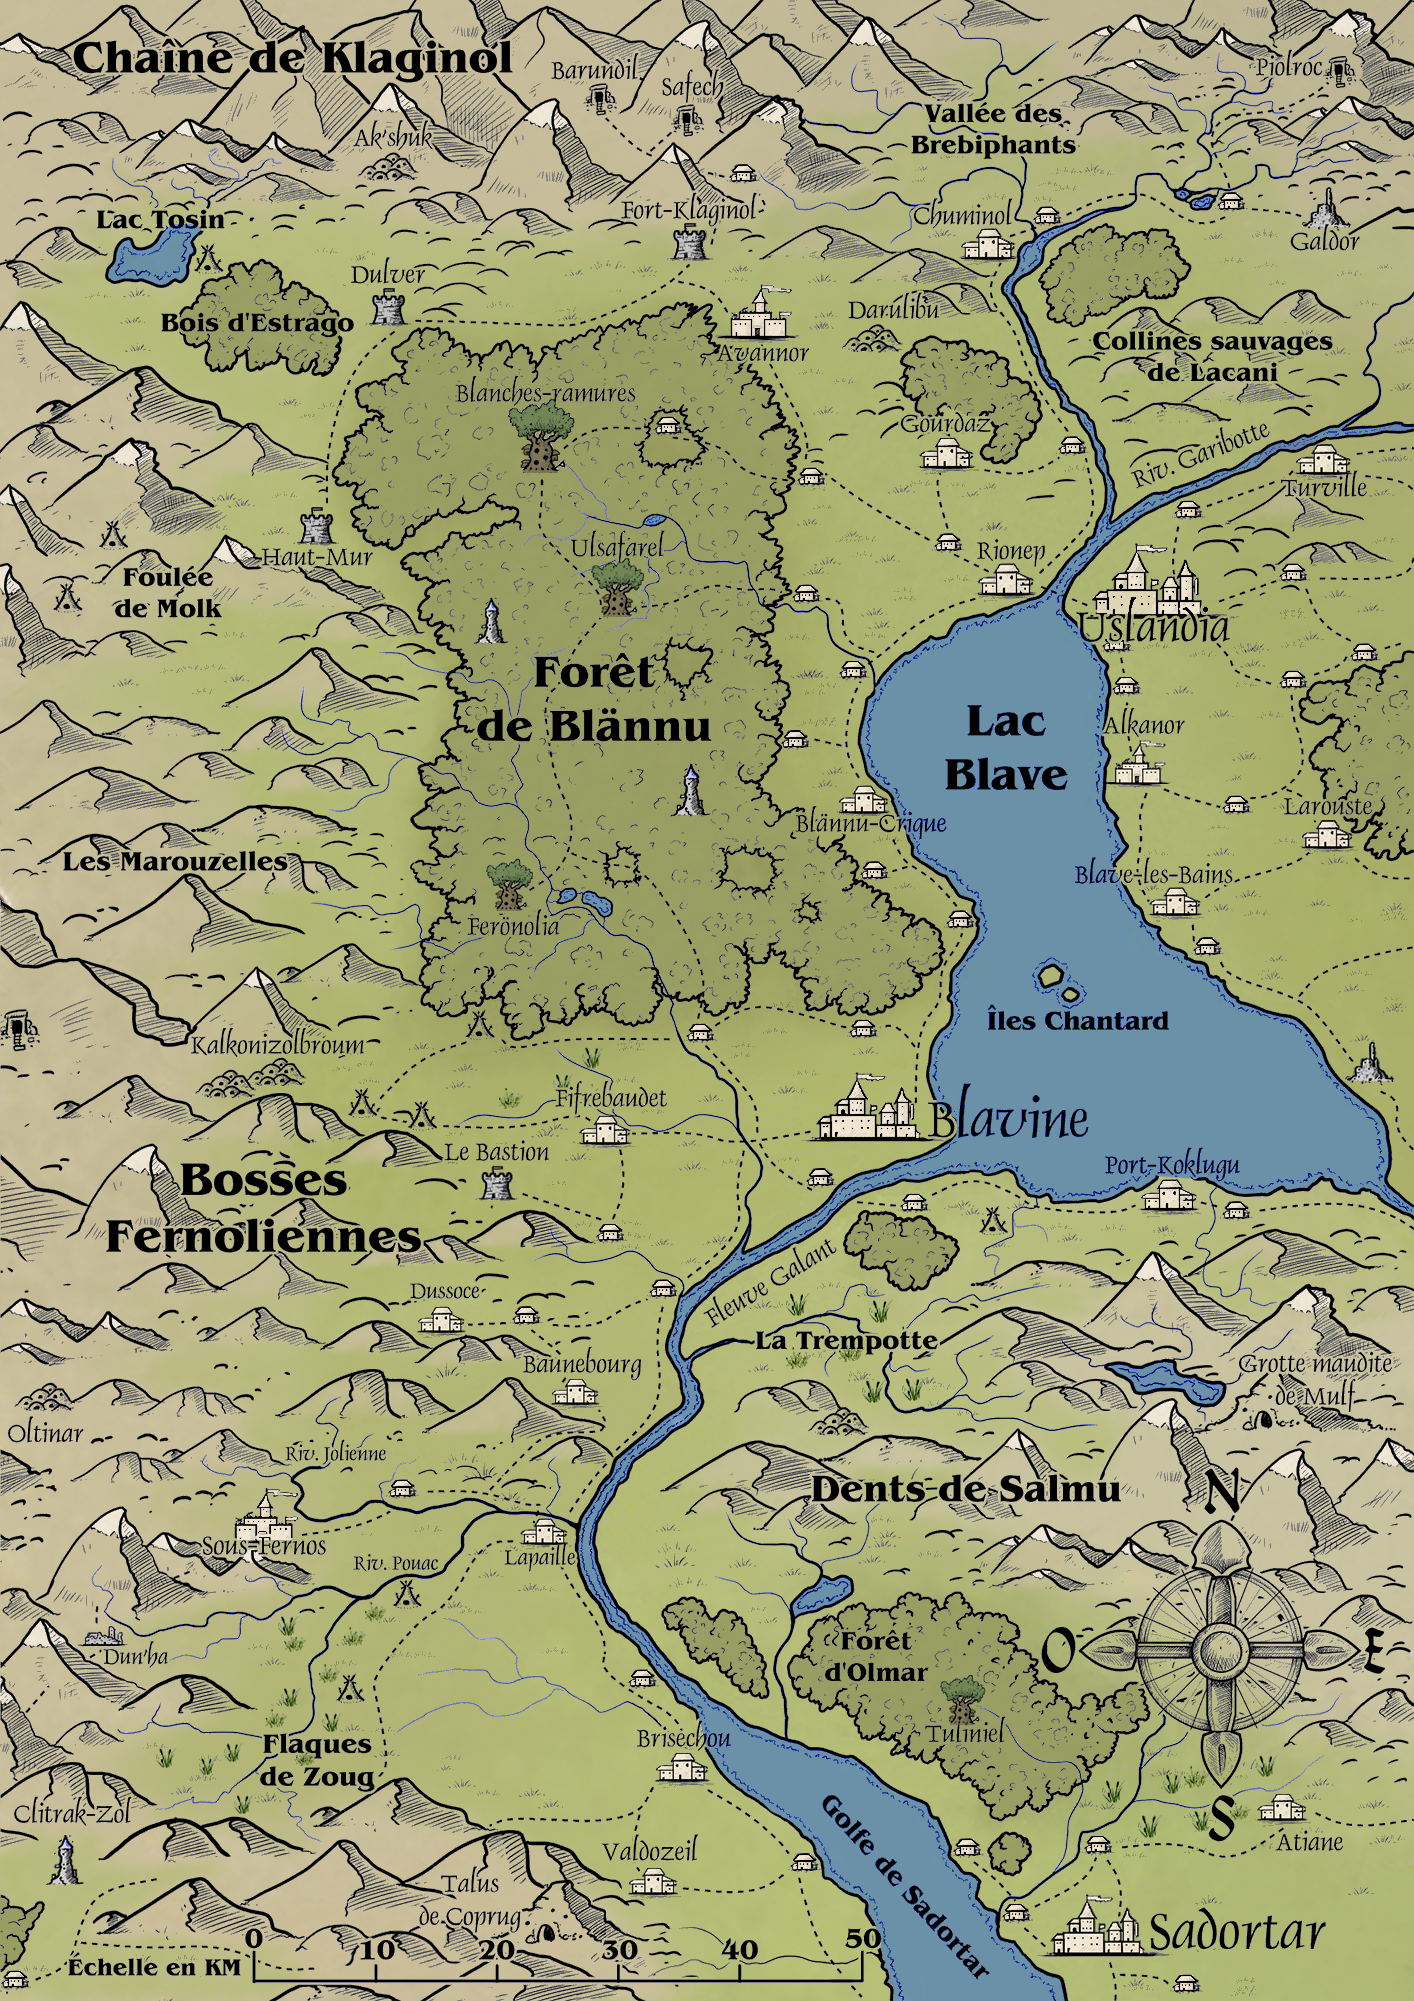 Chaîne de Klaginol
Barundil
Safech
Piolroc
Vallée des
Brebiphants
Ak'shuk
Lac Tosin
Fort-Klaginol
Chuminol
Galdor
Dulver
Bois d'Estrago
Avannor
Darulibu
Collines sauvages
de Lacani
Blanches-ramures
Gourdaz
Riv. Garibotte
Turville
Haut-Mur
Ulsafarel
Rionep
Foulée
de Molk
Uslandia
Forêt
de Blännu
Lac
Blave
Alkanor
Blännu-Crique
Larouste
Les Marouzelles
Blave-les-Bains
Ferönolia
Îles Chantard
Kalkonizolbroum
Fifrebaudet
Blavine
Le Bastion
Port-Koklugu
Bosses
Fernoliennes
Fleuve Galant
Dussoce
La Trempotte
Baunebourg
Grotte maudite
de Mulf
Oltinar
Riv. Jolienne
Dents de Salmu
N
Sous-Fernos
Lapaille
Riv. Pouac
Forêt
d'Olmar
O
E
Dun'ha
Tuliniel
Brisechou
Flaques
de Zoug
Clitrak-Zol
S
Atiane
Golfe de Sadortar
Valdozeil
Talus
de Coprug
Sadortar
0 10 20 30 40 50
Échelle en KM